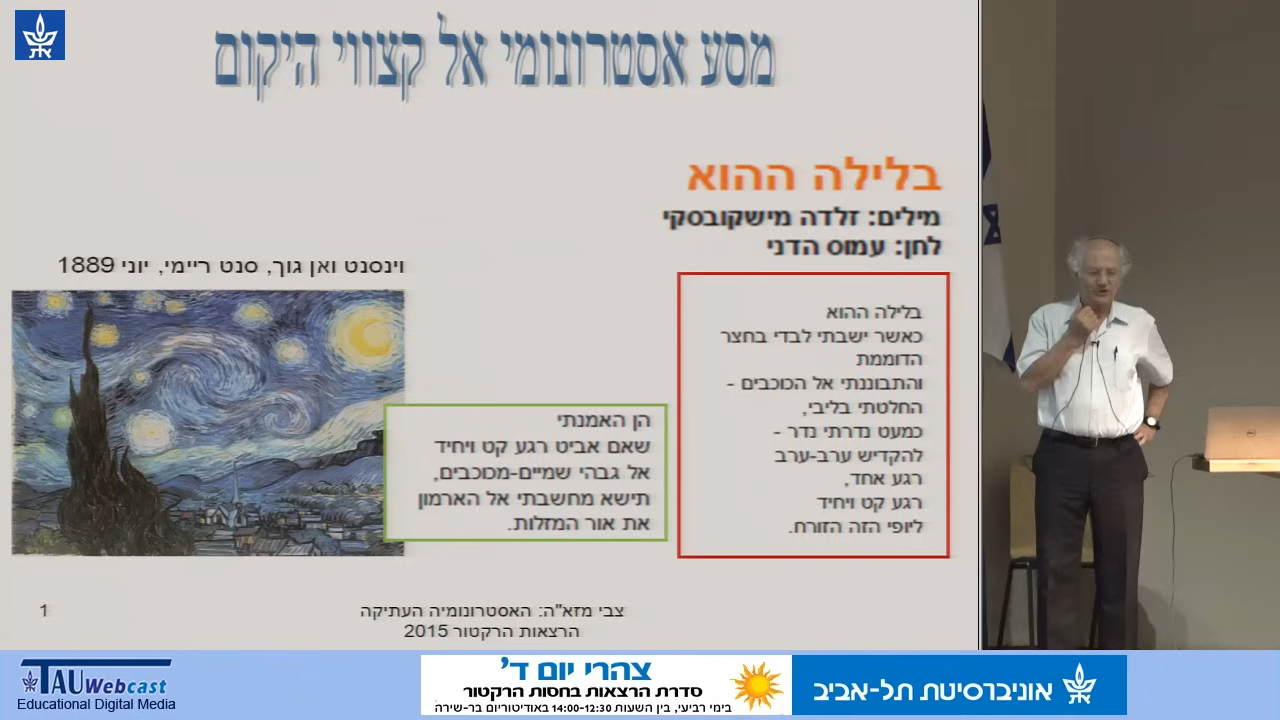 מסע אסטרונומי אל קצווי היקום
בלילה ההוא
מילים: זלדה מישקובסקי
לחן: עמוס הדני
וינסנט ואן גוך, סנט ריימי, יוני 1889
בלילה ההוא
כאשר ישבתי לבדי בחצר
הדוממת
והתבוננתי אל הכוכבים -
החלטתי בליבי,
כמעט נדרתי נדר -
להקדיש ערב-ערב
רגע אחד,
רגע קט ויחיד
ליופי הזה הזורח.
הן האמנתי
שאם אביט רגע קט ויחיד
אל גבהי שמיים-מכוכבים,
תישא מחשבתי אל הארמון
את אור המזלות.
צבי מזא"ה: האסטרונומיה העתיקה
הרצאות הרקטור 2015
1
TAU Webcast
Educational Digital Media
צהרי יום ד'
סדרת הרצאות בחסות הרקטור
בימי רביעי, בין השעות 14:00-12:30 באודיטוריום בר-שירה
אוניברסיטת תל-אביב